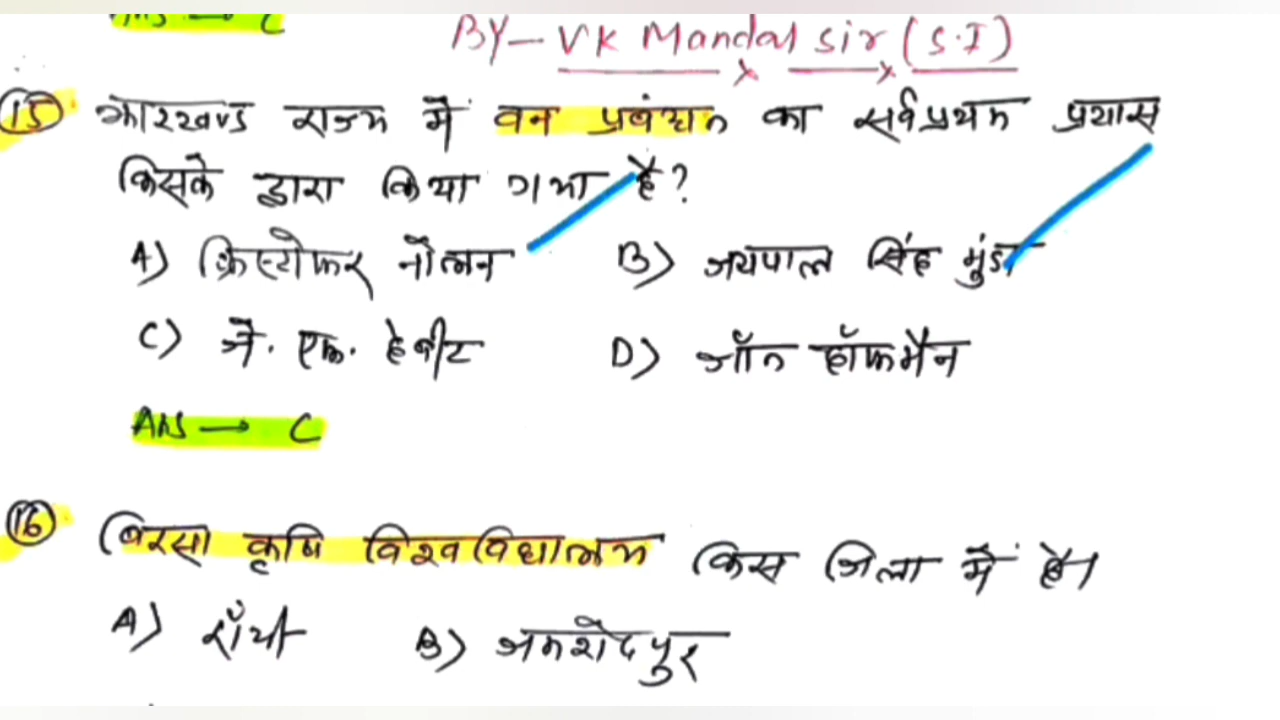 Ans → C
BY - VK Mandal sir (S.I)
15 झारखण्ड राज्य में वन प्रबंधन का सर्वप्रथम प्रयास
किसके द्वारा किया गया है?
A) क्रिस्टोफर नोलन B) जयपाल सिंह मुंडा
C) जे. एफ. हेवीट D) जॉन हॉफमैन
Ans → C
16 बिरसा कृषि विश्वविद्यालय किस जिला में है।
A) राँची B) जमशेदपुर